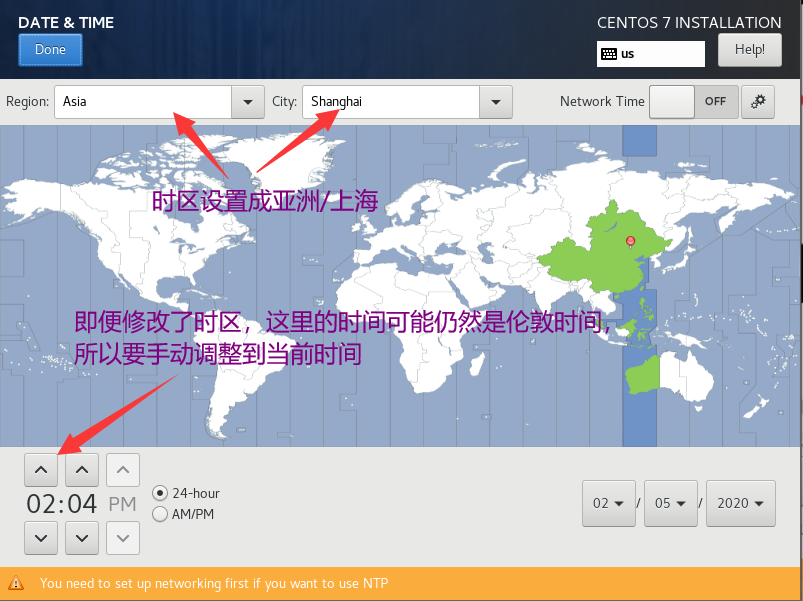 DATE & TIME
CENTOS 7 INSTALLATION
Done
us
Help!
Region: Asia City: Shanghai Network Time OFF
时区设置成亚洲/上海
即便修改了时区，这里的时间可能仍然是伦敦时间，
所以要手动调整到当前时间
02:04 PM
24-hour
AM/PM
02 / 05 / 2020
You need to set up networking first if you want to use NTP